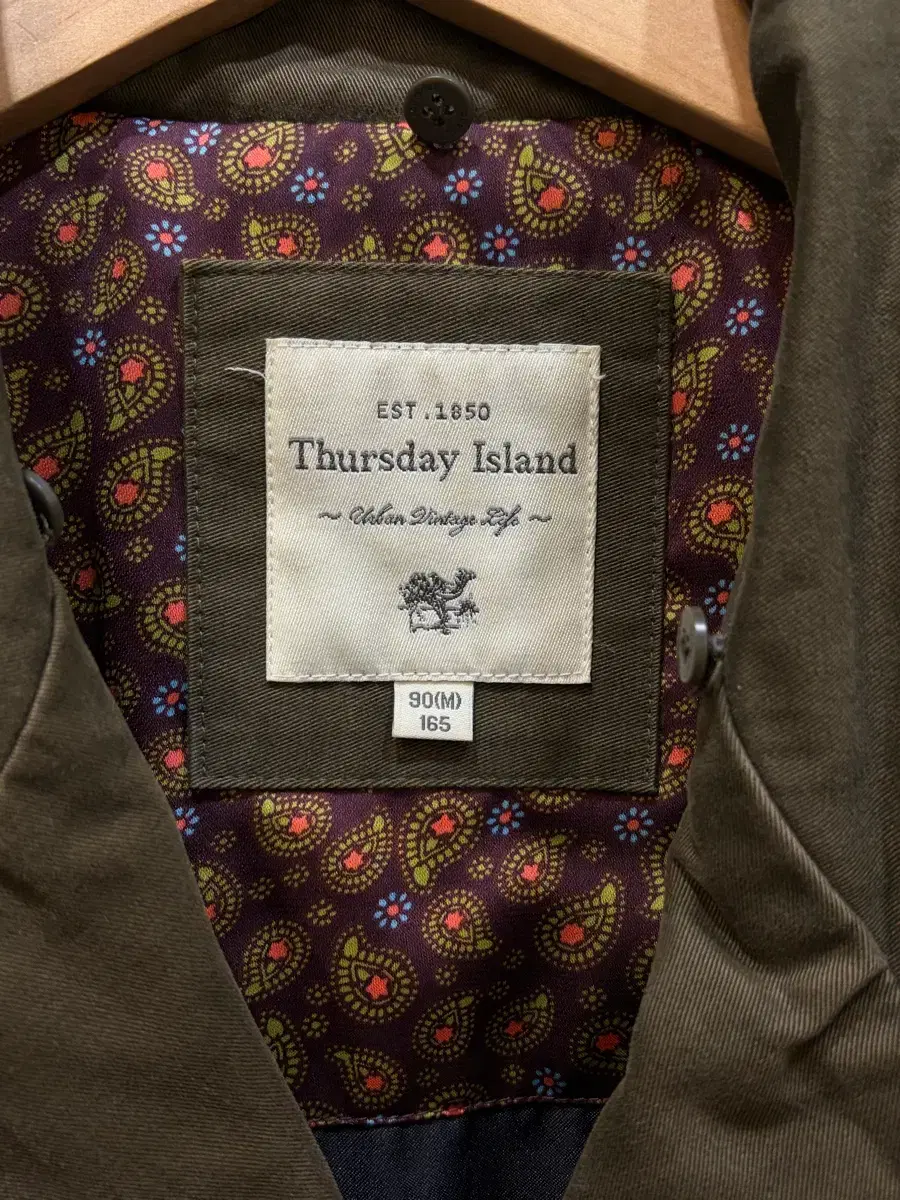 EST.1850
Thursday Island
~ Urban Vintage Life ~
90(M)
165